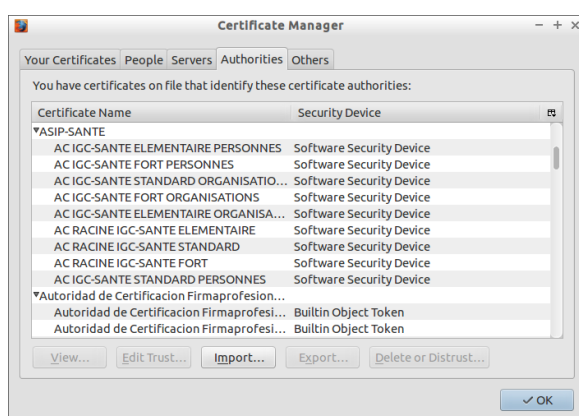 Certificate Manager
Your Certificates People Servers Authorities Others
You have certificates on file that identify these certificate authorities:
Certificate Name Security Device
ASIP-SANTE
AC IGC-SANTE ELEMENTAIRE PERSONNES Software Security Device
AC IGC-SANTE FORT PERSONNES Software Security Device
AC IGC-SANTE STANDARD ORGANISATIO... Software Security Device
AC IGC-SANTE FORT ORGANISATIONS Software Security Device
AC IGC-SANTE ELEMENTAIRE ORGANISA... Software Security Device
AC RACINE IGC-SANTE ELEMENTAIRE Software Security Device
AC RACINE IGC-SANTE STANDARD Software Security Device
AC RACINE IGC-SANTE FORT Software Security Device
AC IGC-SANTE STANDARD PERSONNES Software Security Device
Autoridad de Certificacion Firmaprofesion...
Autoridad de Certificacion Firmaprofesi... Builtin Object Token
Autoridad de Certificacion Firmaprofesi... Builtin Object Token
View... Edit Trust... Import... Export... Delete or Distrust...
OK